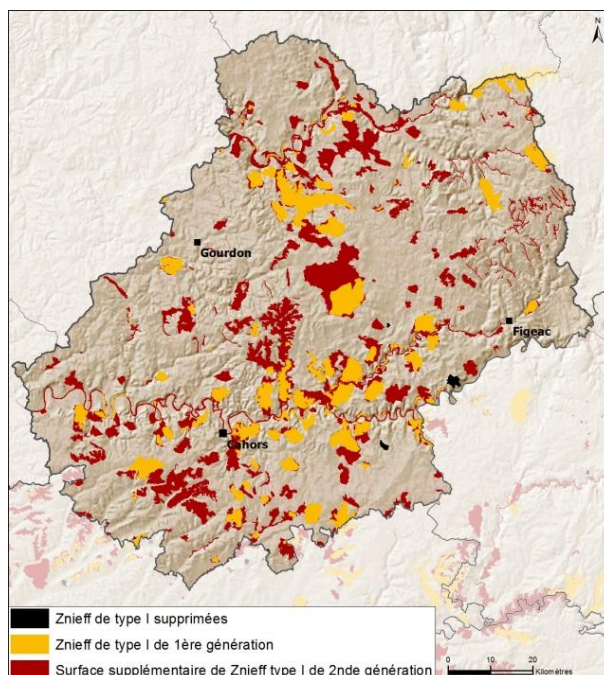 N
Gourdon
Figeac
Cahors
Znieff de type I supprimées
Znieff de type I de 1ère génération
Surface supplémentaire de Znieff type I de 2nde génération
0 10 20
Kilomètres